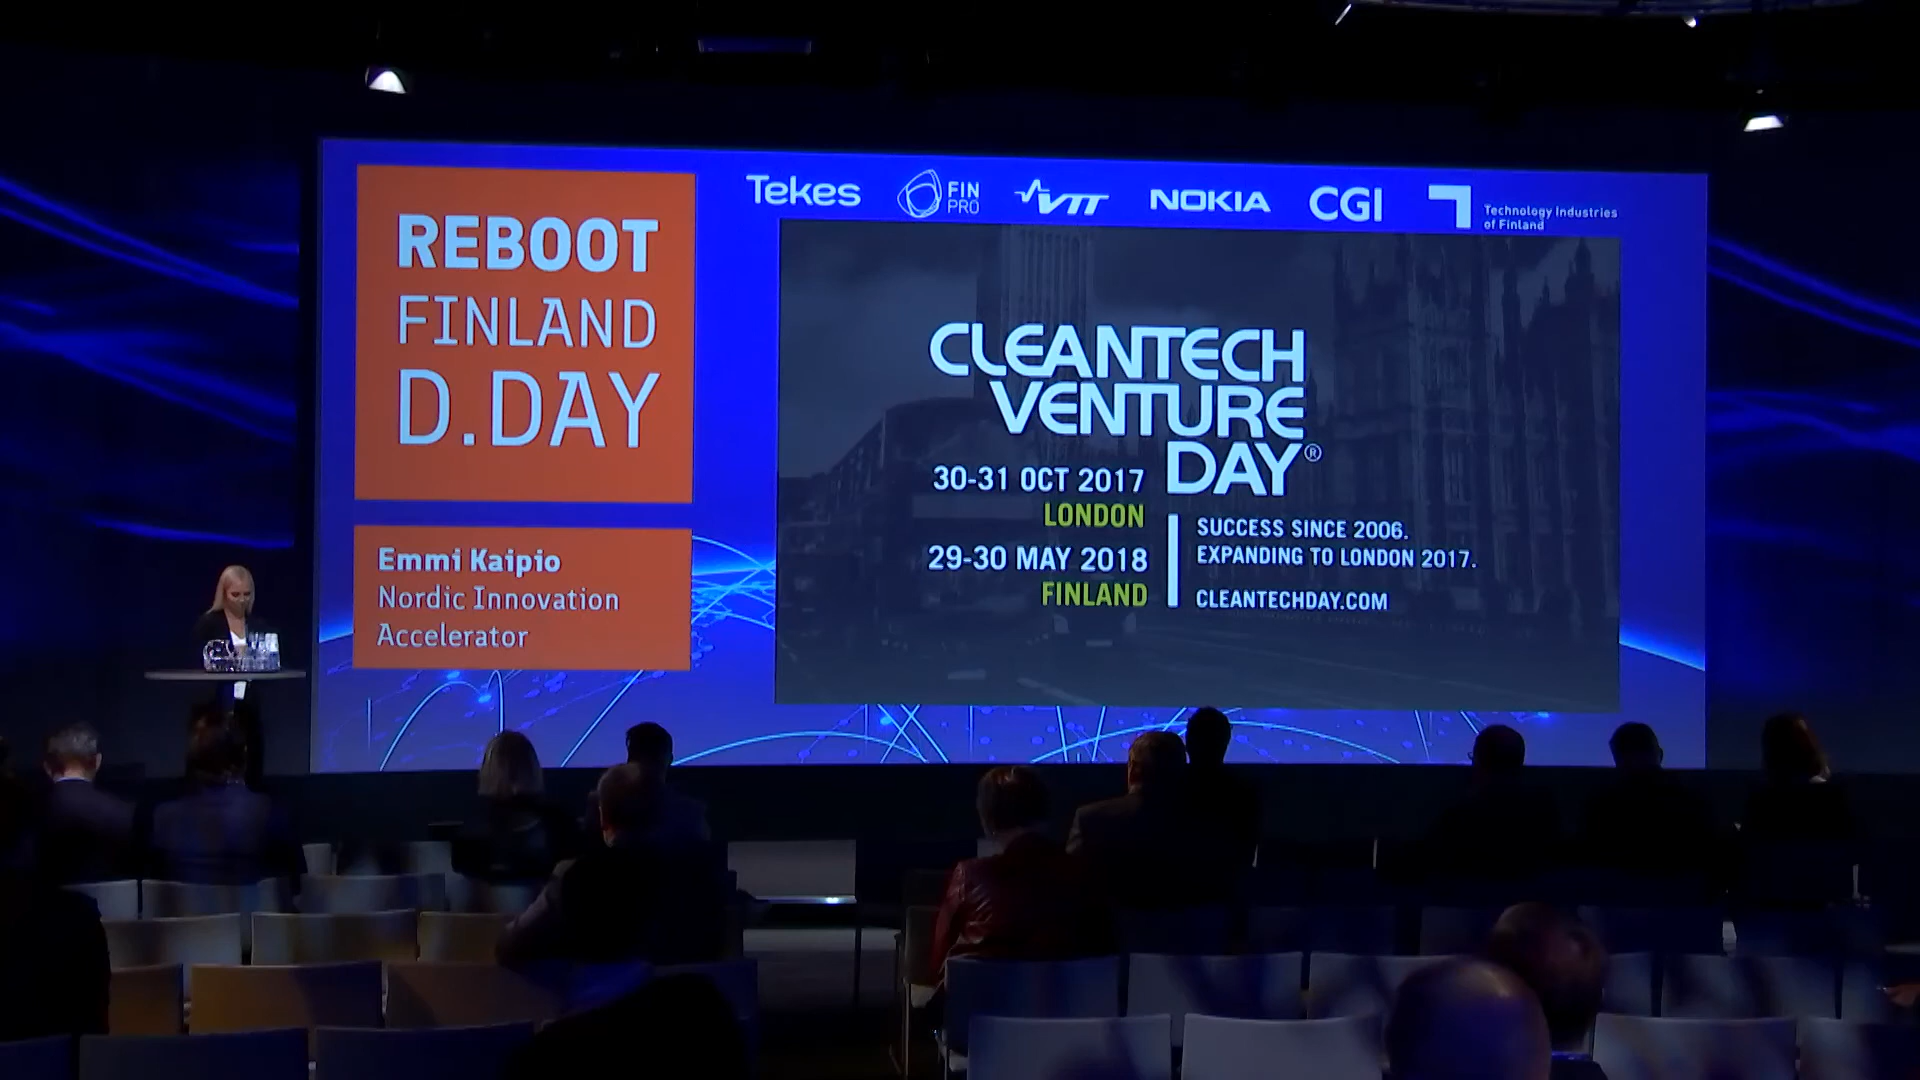 REBOOT
FINLAND
D.DAY
Emmi Kaipio
Nordic Innovation
Accelerator
Tekes
FIN
PRO
VTT
NOKIA
CGI
Technology Industries
of Finland
CLEANTECH
VENTURE
DAY®
30-31 OCT 2017
LONDON
29-30 MAY 2018
FINLAND
SUCCESS SINCE 2006.
EXPANDING TO LONDON 2017.
CLEANTECHDAY.COM